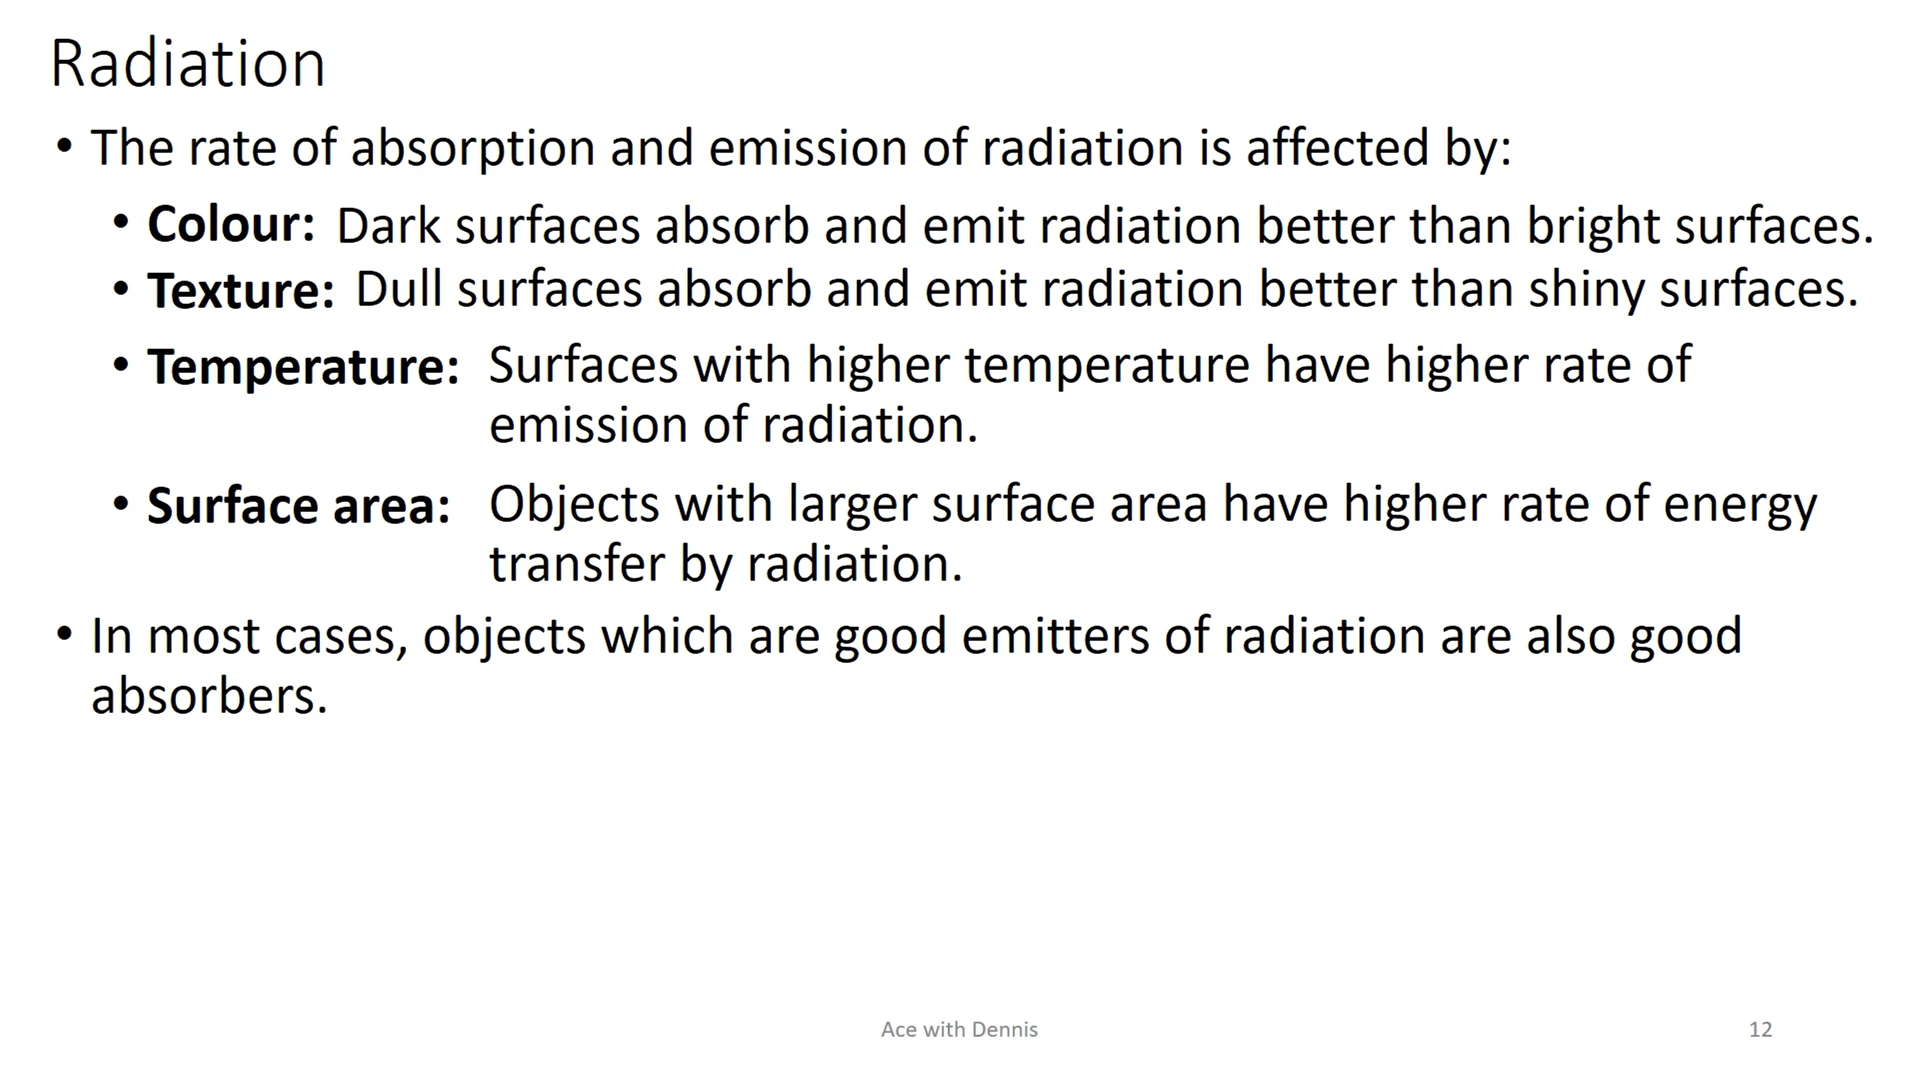 Radiation
• The rate of absorption and emission of radiation is affected by:
• Colour: Dark surfaces absorb and emit radiation better than bright surfaces.
• Texture: Dull surfaces absorb and emit radiation better than shiny surfaces.
• Temperature: Surfaces with higher temperature have higher rate of
emission of radiation.
• Surface area: Objects with larger surface area have higher rate of energy
transfer by radiation.
• In most cases, objects which are good emitters of radiation are also good
absorbers.
Ace with Dennis 12